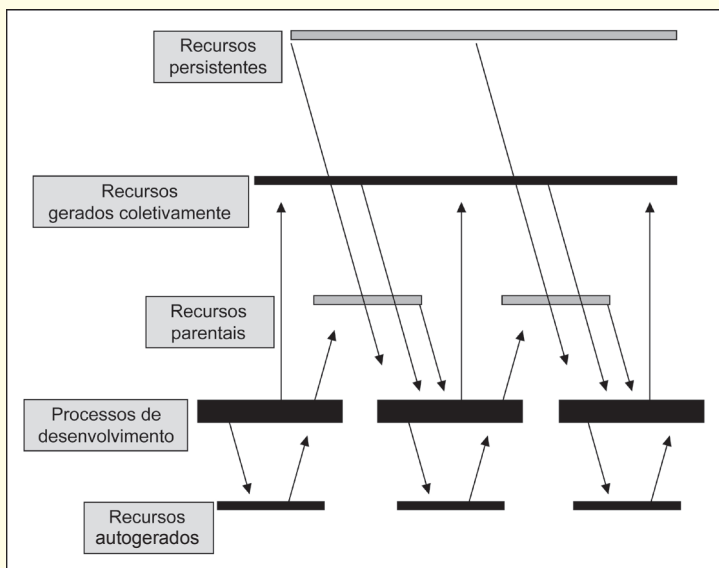 Recursos
persistentes
Recursos
gerados coletivamente
Recursos
parentais
Processos de
desenvolvimento
Recursos
autogerados